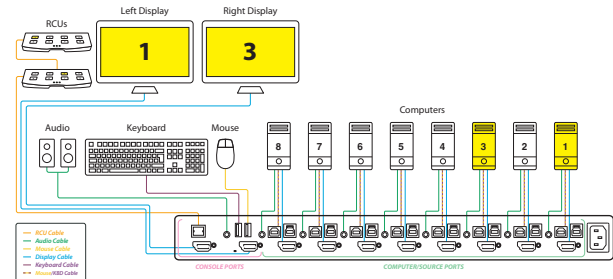 Left Display
Right Display
RCUs
1
3
Computers
Audio
Keyboard
Mouse
8
7
6
5
4
3
2
1
RCU Cable
Audio Cable
Mouse Cable
Display Cable
Keyboard Cable
Mouse/KBD Cable
CONSOLE PORTS
COMPUTER/SOURCE PORTS